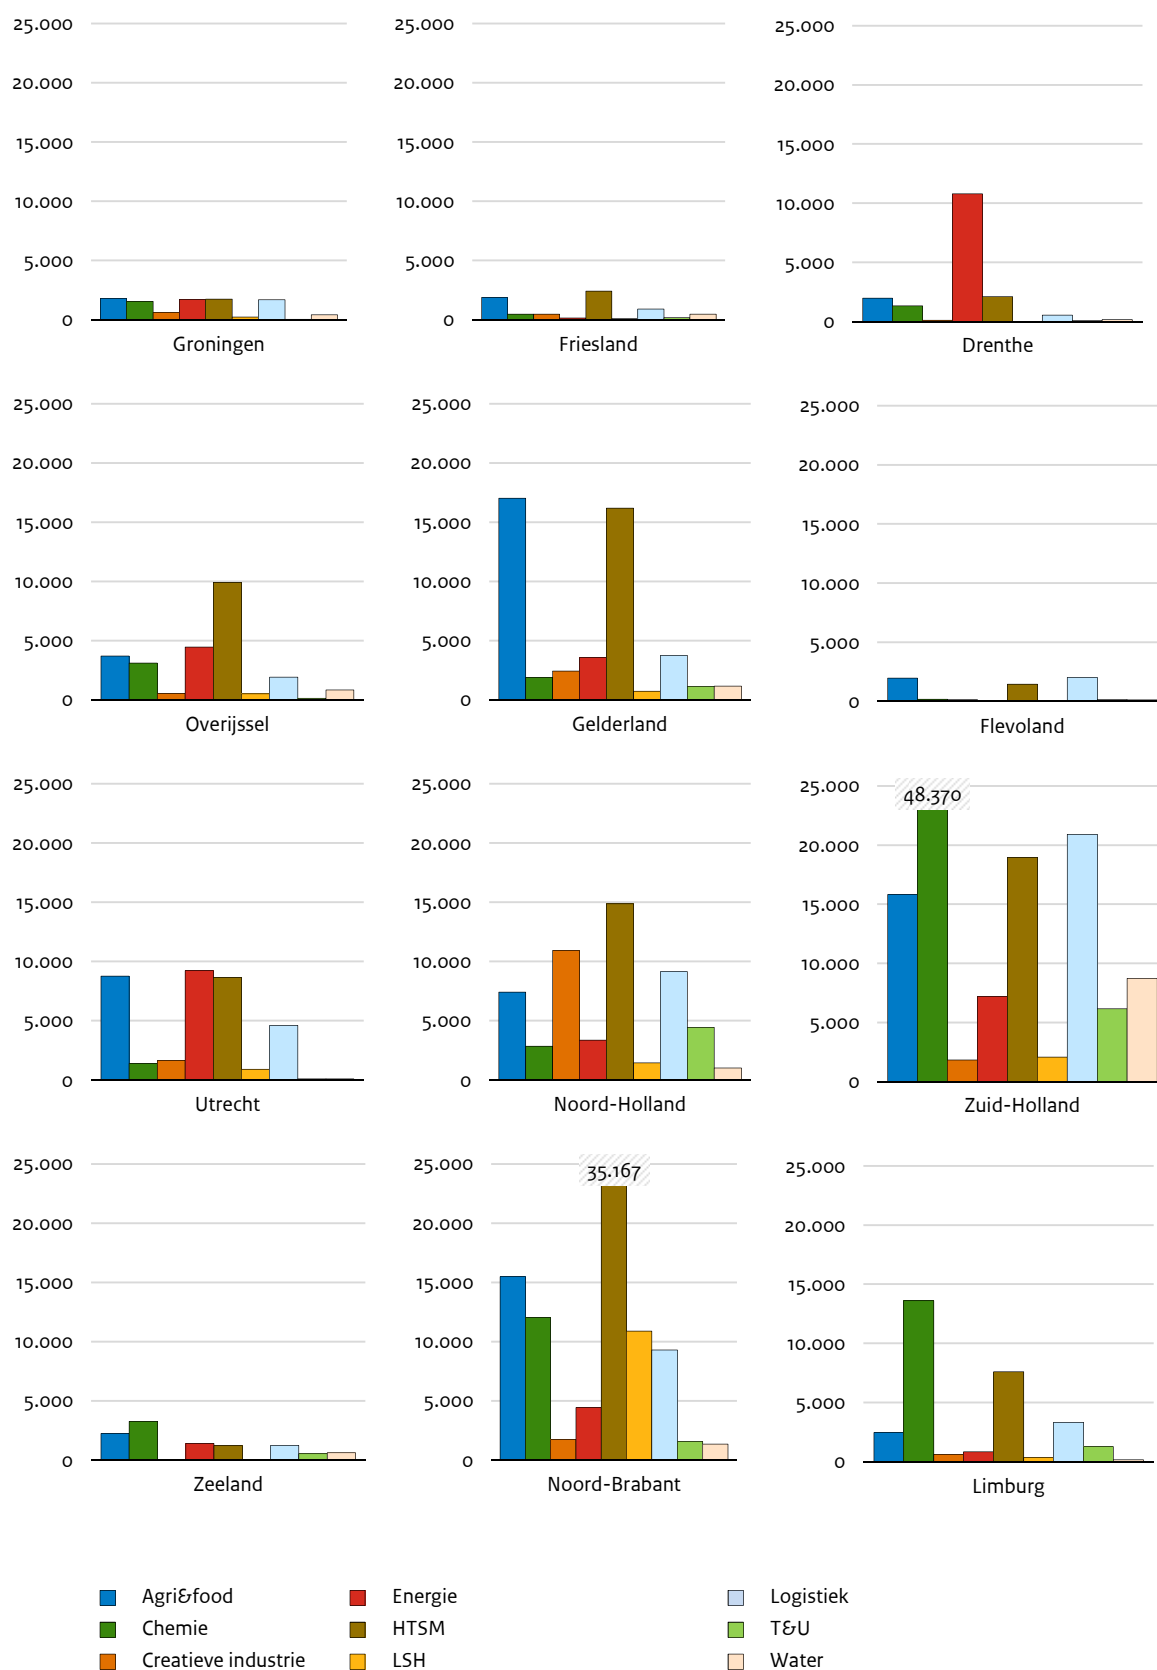 25.000 25.000 25.000
20.000 20.000 20.000
15.000 15.000 15.000
10.000 10.000 10.000
5.000 5.000 5.000
0 0 0
Groningen Friesland Drenthe
25.000 25.000 25.000
20.000 20.000 20.000
15.000 15.000 15.000
10.000 10.000 10.000
5.000 5.000 5.000
0 0 0
Overijssel Gelderland Flevoland
25.000 25.000 25.000 48.370
20.000 20.000 20.000
15.000 15.000 15.000
10.000 10.000 10.000
5.000 5.000 5.000
0 0 0
Utrecht Noord-Holland Zuid-Holland
25.000 25.000 35.167 25.000
20.000 20.000 20.000
15.000 15.000 15.000
10.000 10.000 10.000
5.000 5.000 5.000
0 0 0
Zeeland Noord-Brabant Limburg
Agri&food Energie Logistiek
Chemie HTSM T&U
Creatieve industrie LSH Water